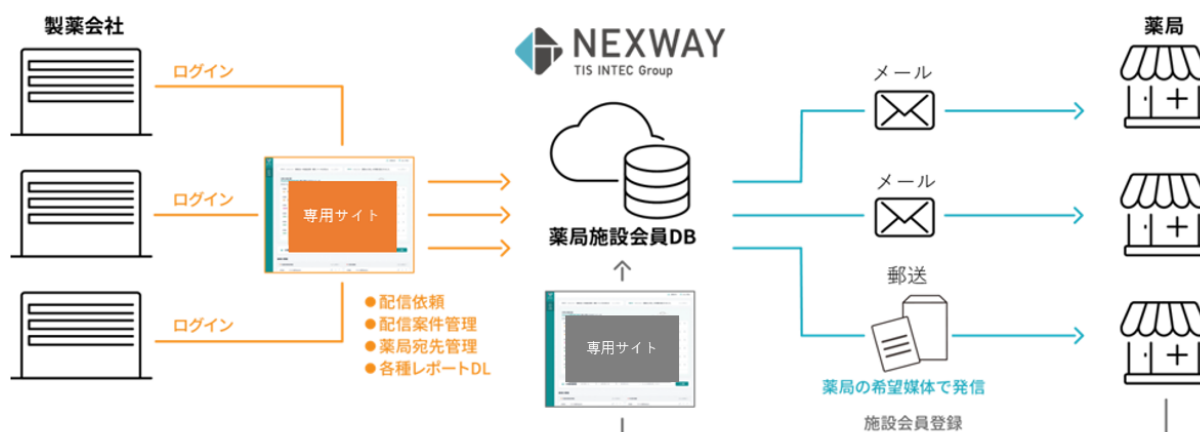 製薬会社
NEXWAY
TIS INTEC Group
薬局
ログイン
メール
ログイン
専用サイト
メール
薬局施設会員DB
郵送
ログイン
●配信依頼
●配信案件管理
●薬局宛先管理
●各種レポートDL
専用サイト
薬局の希望媒体で発信
施設会員登録